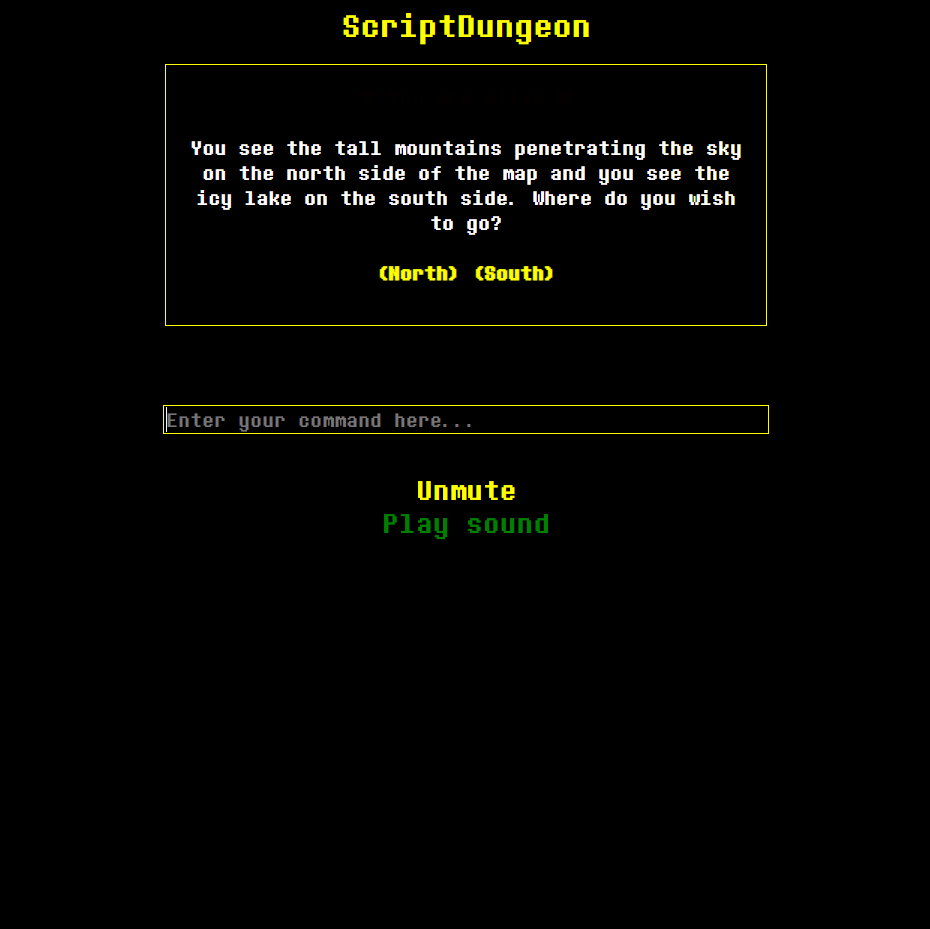 ScriptDungeon
You see the tall mountains penetrating the sky
on the north side of the map and you see the
icy lake on the south side. Where do you wish
to go?
(North) (South)
Enter your command here...
Unmute
Play sound